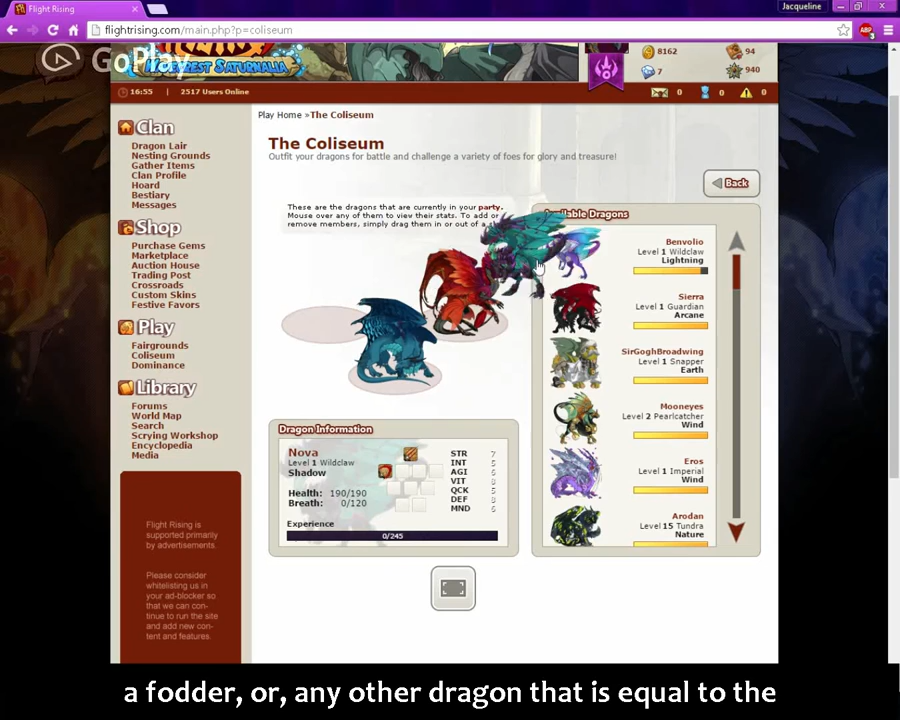 Flight Rising
Jacqueline
flightrising.com/main.php?p=coliseum
ABP
3
GoPlay
8162
94
7
940
16:55 | 2517 Users Online
0 0 0
Clan
Dragon Lair
Nesting Grounds
Gather Items
Clan Profile
Hoard
Bestiary
Messages
Shop
Purchase Gems
Marketplace
Auction House
Trading Post
Crossroads
Custom Skins
Festive Favors
Play
Fairgrounds
Coliseum
Dominance
Library
Forums
World Map
Search
Scrying Workshop
Encyclopedia
Media
Flight Rising is
supported primarily
by advertisements.
Please consider
whitelisting us in
your ad-blocker so
that we can con-
tinue to run the site
and add new con-
tent and features.
Play Home »The Coliseum
The Coliseum
Outfit your dragons for battle and challenge a variety of foes for glory and treasure!
Back
These are the dragons that are currently in your party.
Mouse over any of them to view their stats. To add or
remove members, simply drag them in or out of a
Dragons
Benvolio
Level 1 Wildclaw
Lightning
Sierra
Level 1 Guardian
Arcane
SirGoghBroadwing
Level 1 Snapper
Earth
Mooneyes
Level 2 Pearlcatcher
Wind
Eros
Level 1 Imperial
Wind
Arodan
Level 15 Tundra
Nature
Dragon Information
Nova
Level 1 Wildclaw
Shadow
Health: 190/190
Breath: 0/120
STR 7
INT 5
AGI 6
VIT 8
QCK 5
DEF 8
MND 6
Experience
0/245
a fodder, or, any other dragon that is equal to the